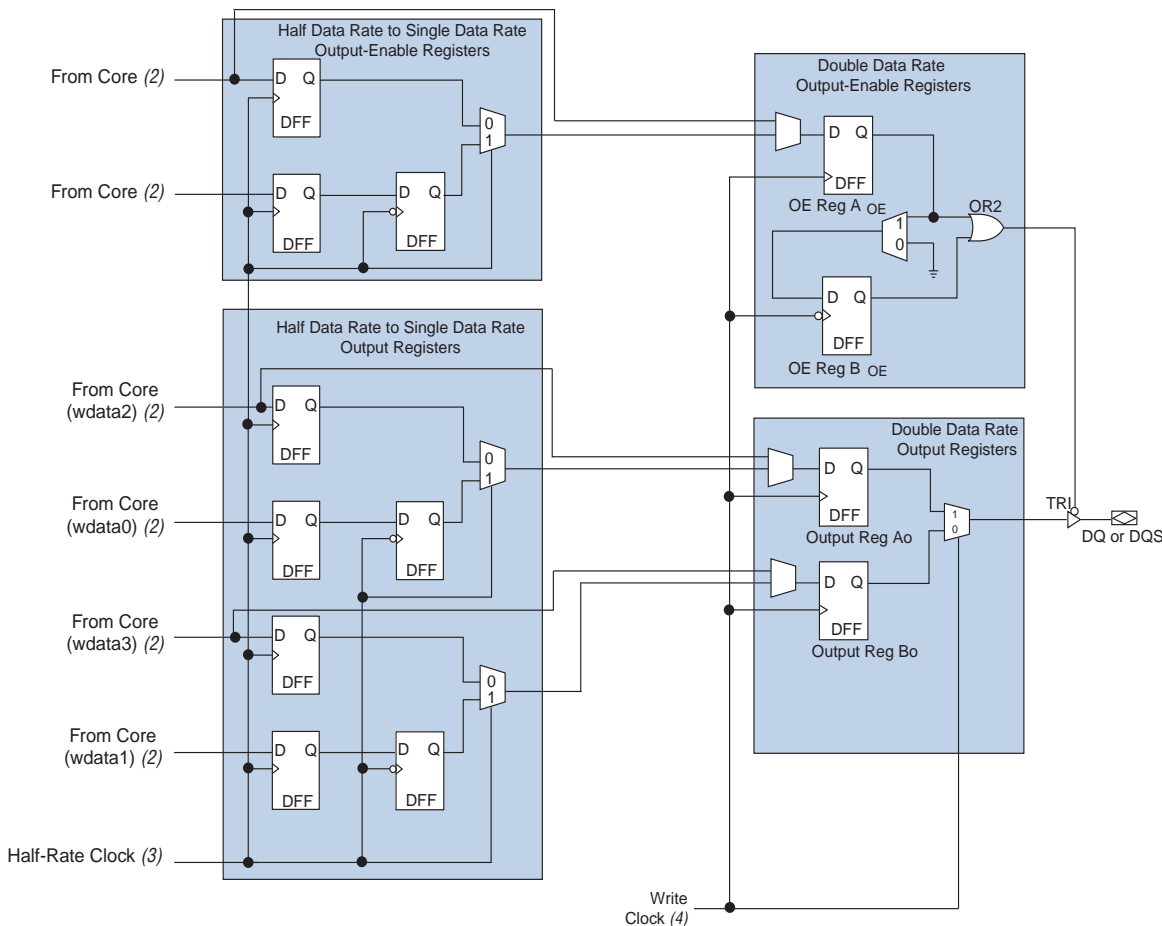 Half Data Rate to Single Data Rate
Output-Enable Registers
From Core (2)
D Q
DFF
0
1
From Core (2)
D Q
DFF
D Q
DFF
Double Data Rate
Output-Enable Registers
D Q
DFF
OE Reg A OE
OR2
1
0
D Q
DFF
OE Reg B OE
Half Data Rate to Single Data Rate
Output Registers
From Core
(wdata2) (2)
D Q
DFF
0
1
From Core
(wdata0) (2)
D Q
DFF
D Q
DFF
From Core
(wdata3) (2)
D Q
DFF
0
1
From Core
(wdata1) (2)
D Q
DFF
D Q
DFF
Half-Rate Clock (3)
Double Data Rate
Output Registers
D Q
DFF
Output Reg Ao
1
0
D Q
DFF
Output Reg Bo
TRI
DQ or DQS
Write
Clock (4)